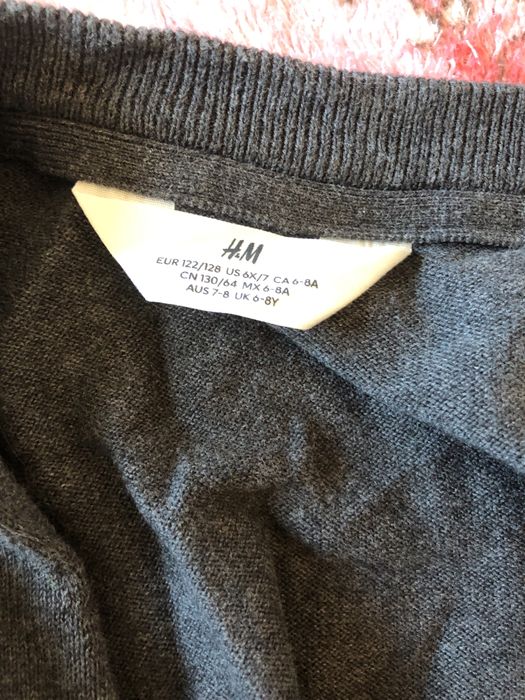 H&M
EUR 122/128 US 6X/7 CA 6-8A
CN 130/64 MX 6-8A
AUS 7-8 UK 6-8Y